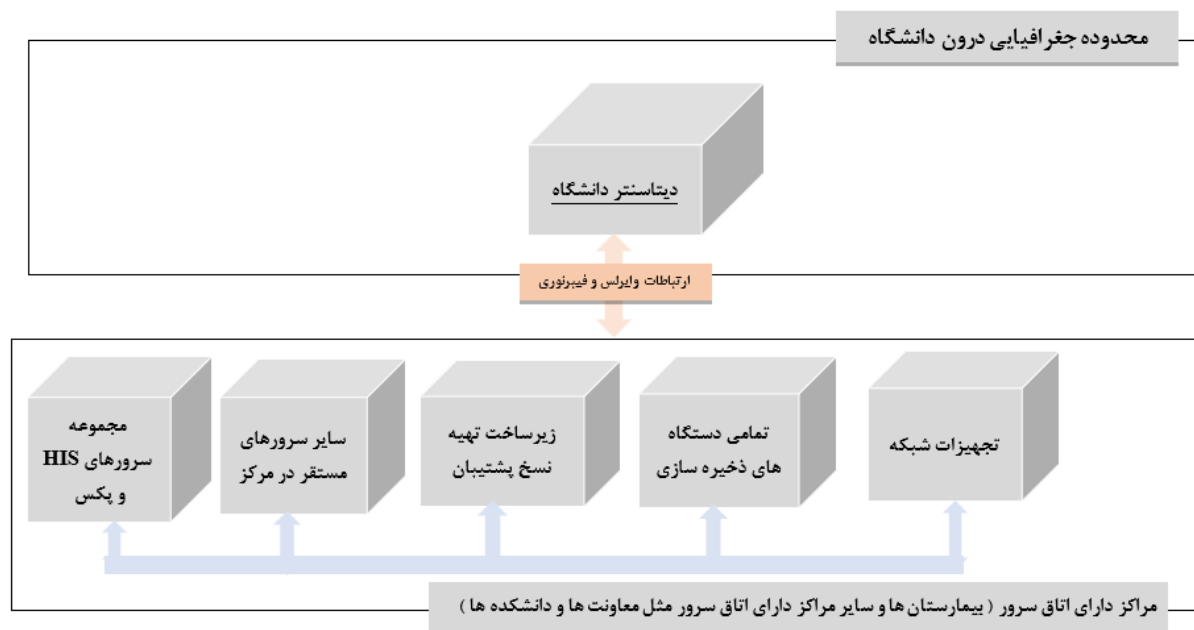 محدوده جغرافیایی درون دانشگاه
دیتاسنتر دانشگاه
ارتباطات وایرلس و فیبرنوری
تجهیزات شبکه
تمامی دستگاه
های ذخیره سازی
زیرساخت تهیه
نسخ پشتیبان
سایر سرورهای
مستقر در مرکز
مجموعه
سرورهای HIS
و پکس
مراکز دارای اتاق سرور ( بیمارستان ها و سایر مراکز دارای اتاق سرور مثل معاونت ها و دانشکده ها )